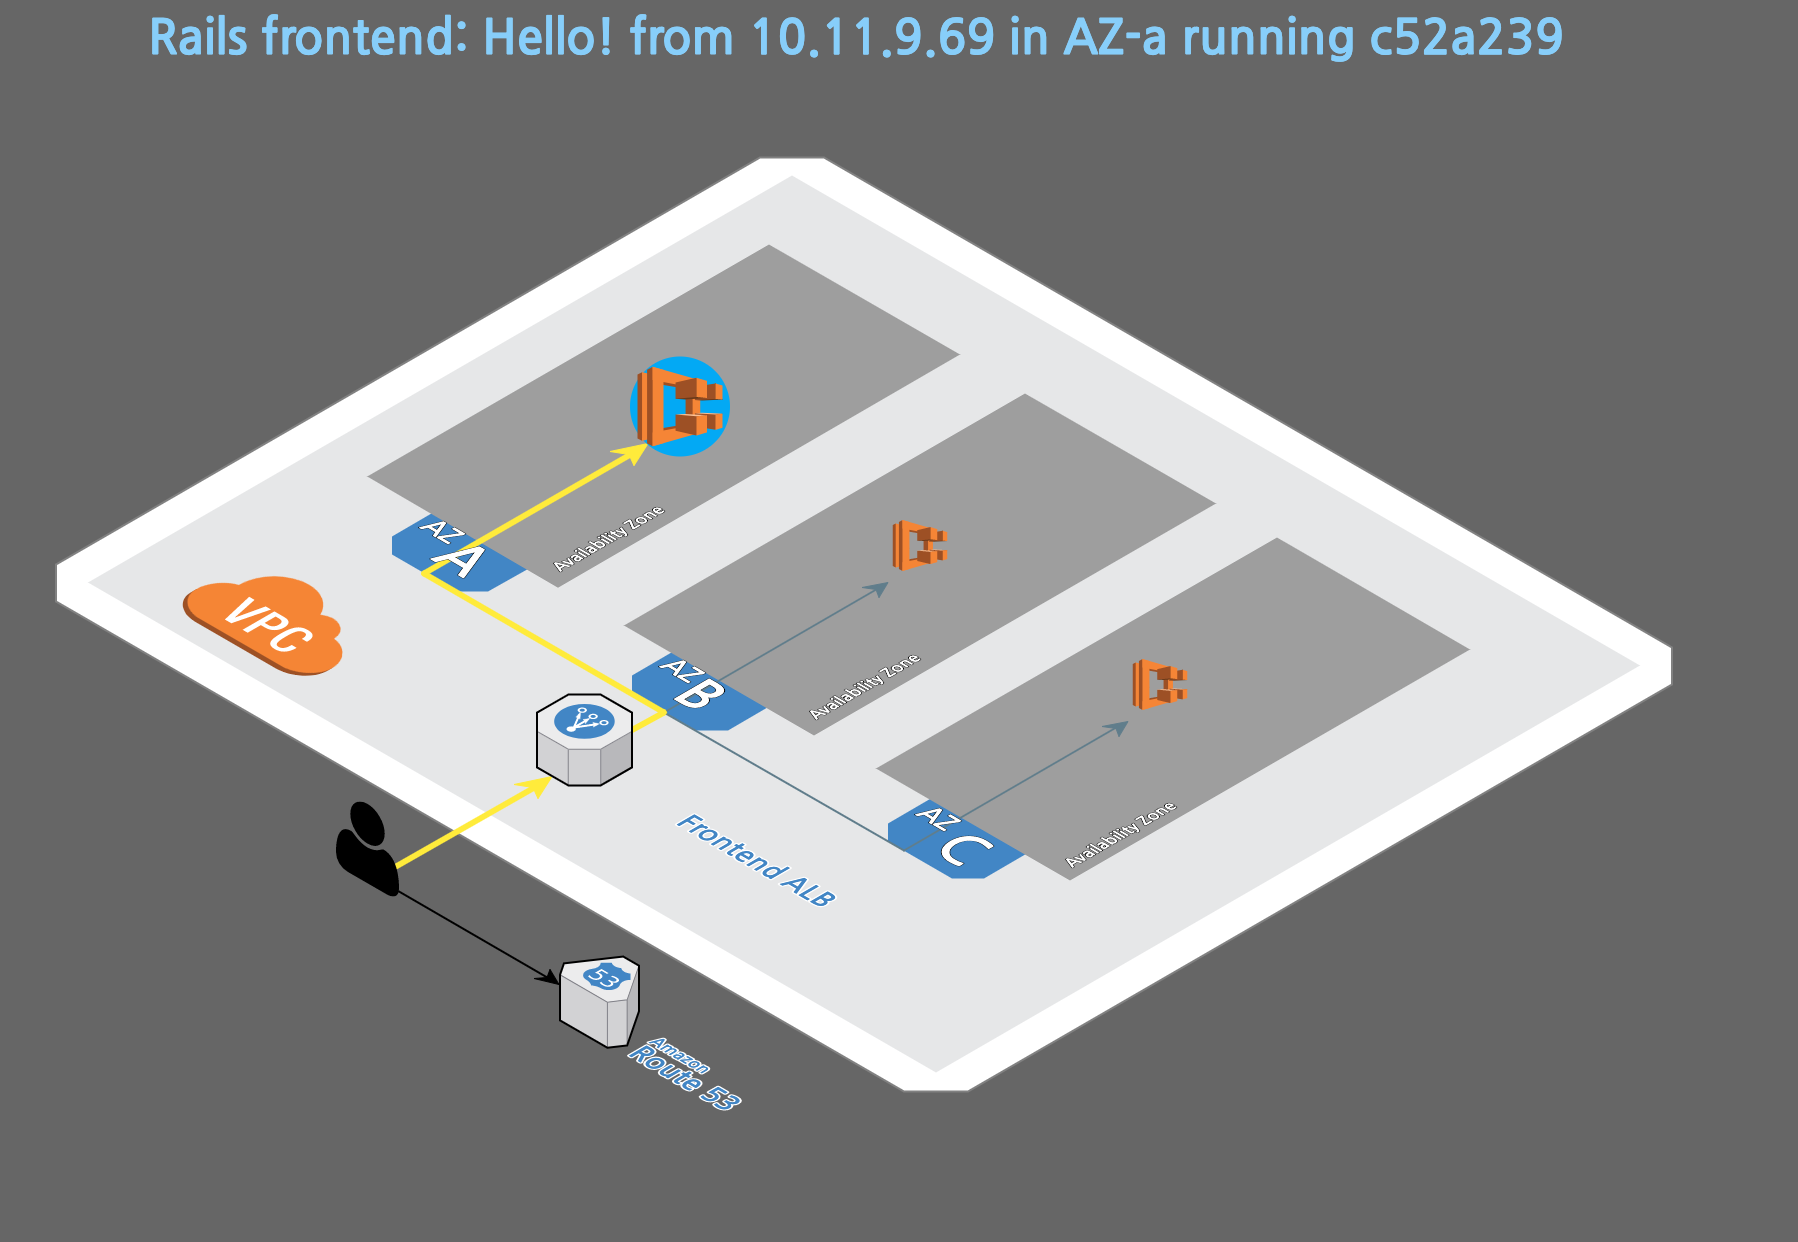 Rails frontend: Hello! from 10.11.9.69 in AZ-a running c52a239
Availability Zone
AZ
A
Availability Zone
AZ
B
VPC
Availability Zone
AZ
C
Frontend ALB
53
Amazon
Route 53